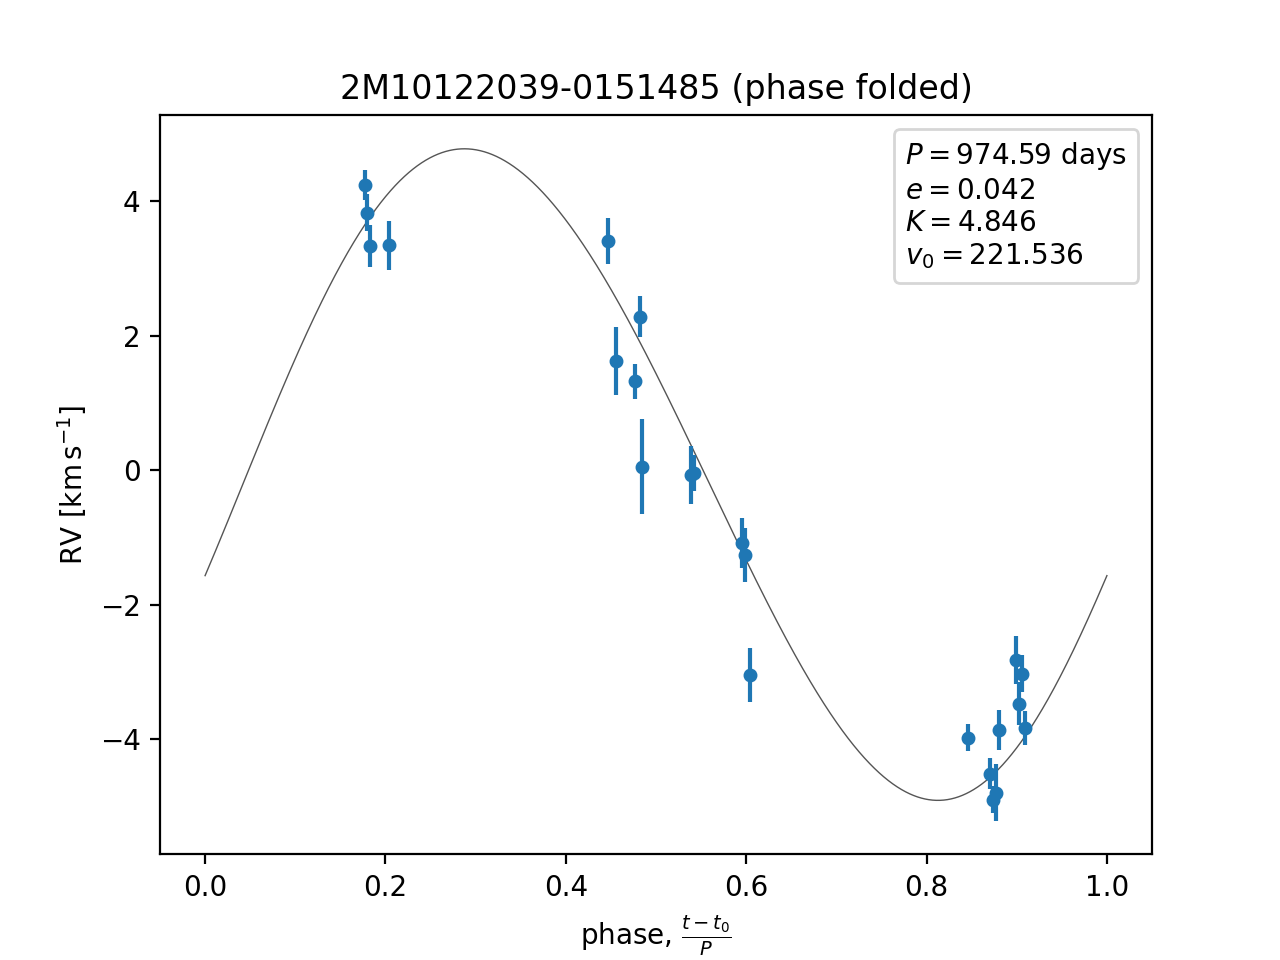 2M10122039-0151485 (phase folded)
P = 974.59 days
e = 0.042
K = 4.846
v₀ = 221.536
4
2
0
−2
−4
RV [km s⁻¹]
0.0 0.2 0.4 0.6 0.8 1.0
phase, (t − t₀)/P